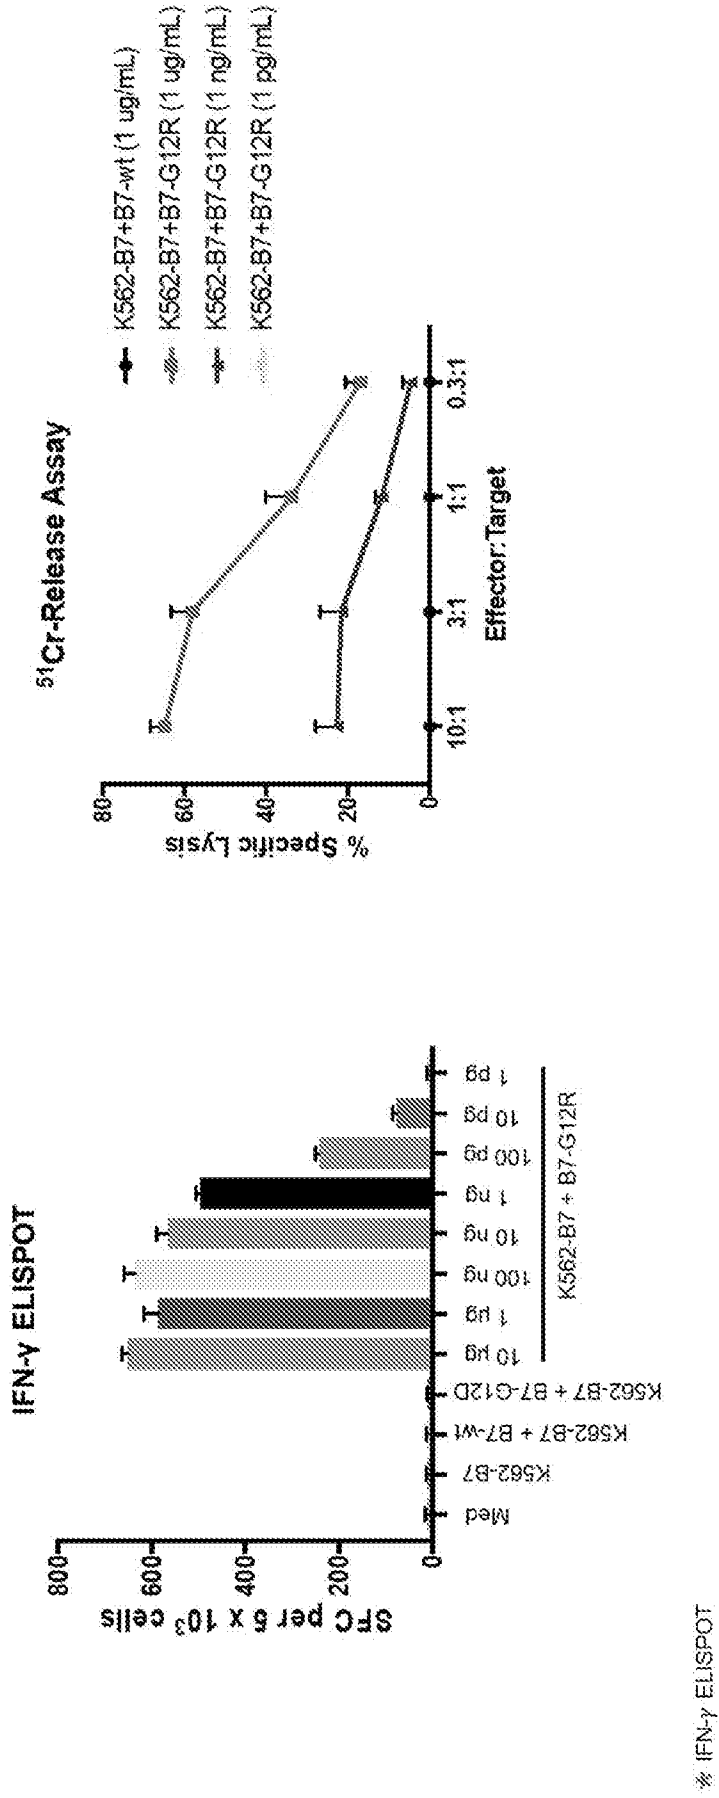 IFN-γ ELISPOT
SFC per 5 x 10³ cells
800
600
400
200
0
Med
K562-B7
K562-B7 + B7-wt
K562-B7 + B7-G12D
10 µg
1 µg
100 ng
10 ng
1 ng
100 pg
10 pg
1 pg
K562-B7 + B7-G12R
⁵¹Cr-Release Assay
% Specific Lysis
80
60
40
20
0
10:1
3:1
1:1
0.3:1
Effector:Target
K562-B7+B7-wt (1 ug/mL)
K562-B7+B7-G12R (1 ug/mL)
K562-B7+B7-G12R (1 ng/mL)
K562-B7+B7-G12R (1 pg/mL)
* IFN-γ ELISPOT